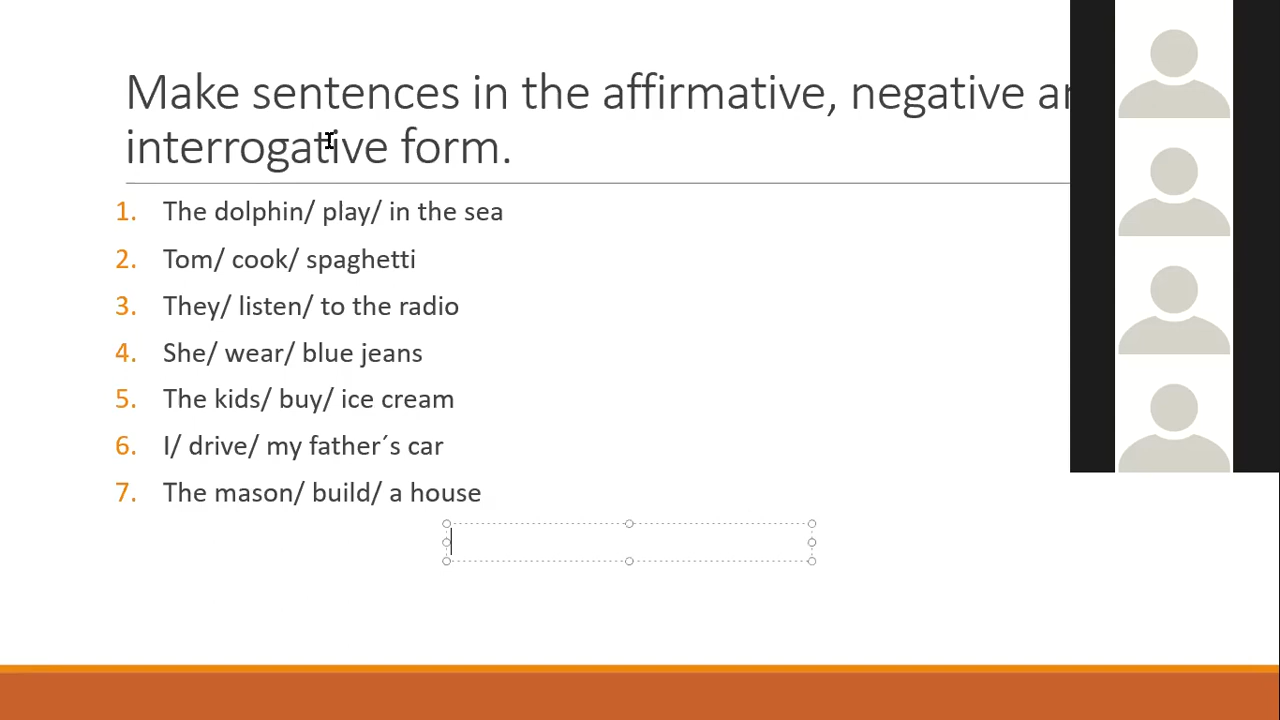 Make sentences in the affirmative, negative
interrogative form.
1. The dolphin/ play/ in the sea
2. Tom/ cook/ spaghetti
3. They/ listen/ to the radio
4. She/ wear/ blue jeans
5. The kids/ buy/ ice cream
6. I/ drive/ my father´s car
7. The mason/ build/ a house